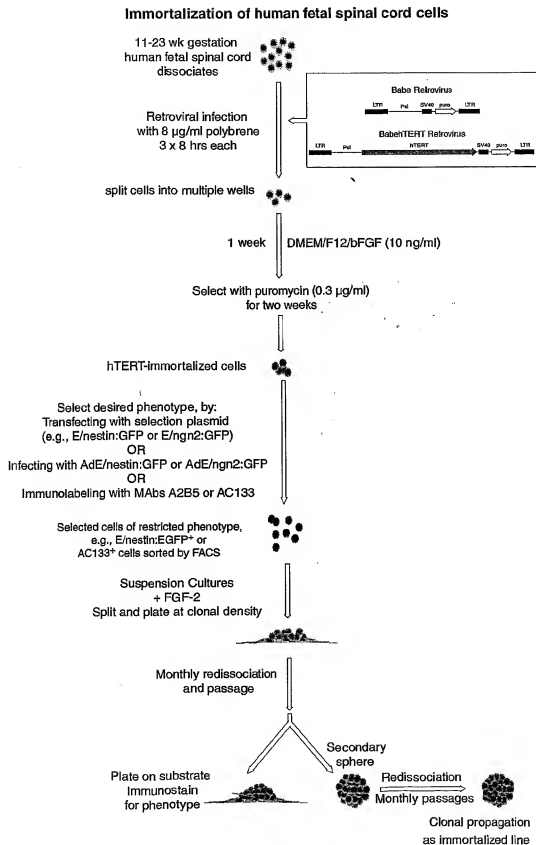 Immortalization of human fetal spinal cord cells
11-23 wk gestation
human fetal spinal cord
dissociates
Retroviral infection
with 8 µg/ml polybrene
3 x 8 hrs each
Babe Retrovirus
LTR Psi SV40 puro LTR
BabehTERT Retrovirus
LTR Psi hTERT SV40 puro LTR
split cells into multiple wells
1 week DMEM/F12/bFGF (10 ng/ml)
Select with puromycin (0.3 µg/ml)
for two weeks
hTERT-immortalized cells
Select desired phenotype, by:
Transfecting with selection plasmid
(e.g., E/nestin:GFP or E/ngn2:GFP)
OR
Infecting with AdE/nestin:GFP or AdE/ngn2:GFP
OR
Immunolabeling with MAbs A2B5 or AC133
Selected cells of restricted phenotype,
e.g., E/nestin:EGFP+ or
AC133+ cells sorted by FACS
Suspension Cultures
+ FGF-2
Split and plate at clonal density
Monthly redissociation
and passage
Plate on substrate
Immunostain
for phenotype
Secondary
sphere
Redissociation
Monthly passages
Clonal propagation
as immortalized line